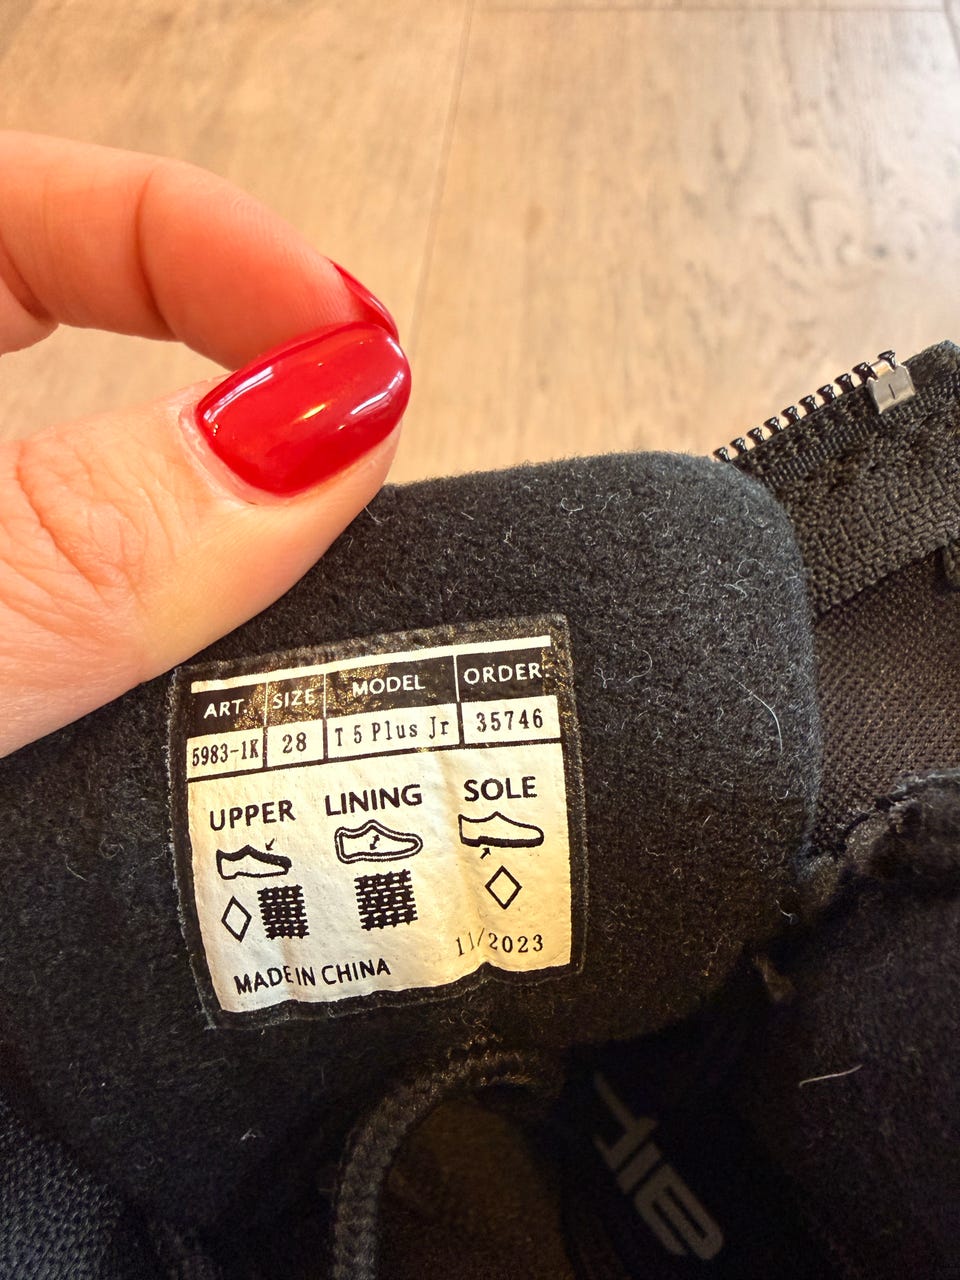 ART. SIZE MODEL ORDER:
5983-1K 28 T 5 Plus Jr 35746
UPPER LINING SOLE
11/2023
MADE IN CHINA